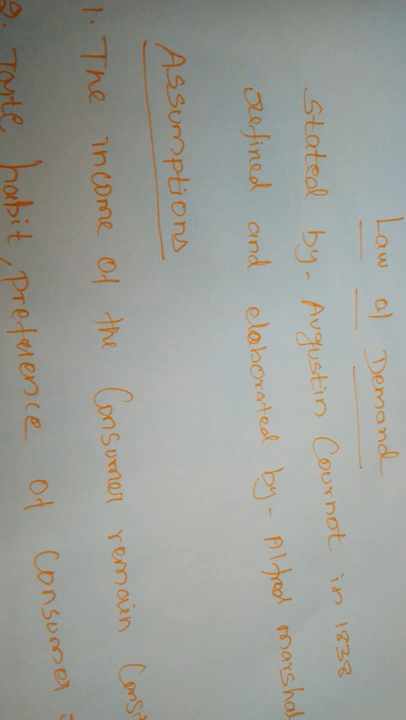 Law of Demand
Stated by- Augustin Cournot in 1838
Refined and elaborated by- Alfred marshal
Assumptions
1. The income of the Consumer remain Const
2. Taste, habit, preference of Consumer